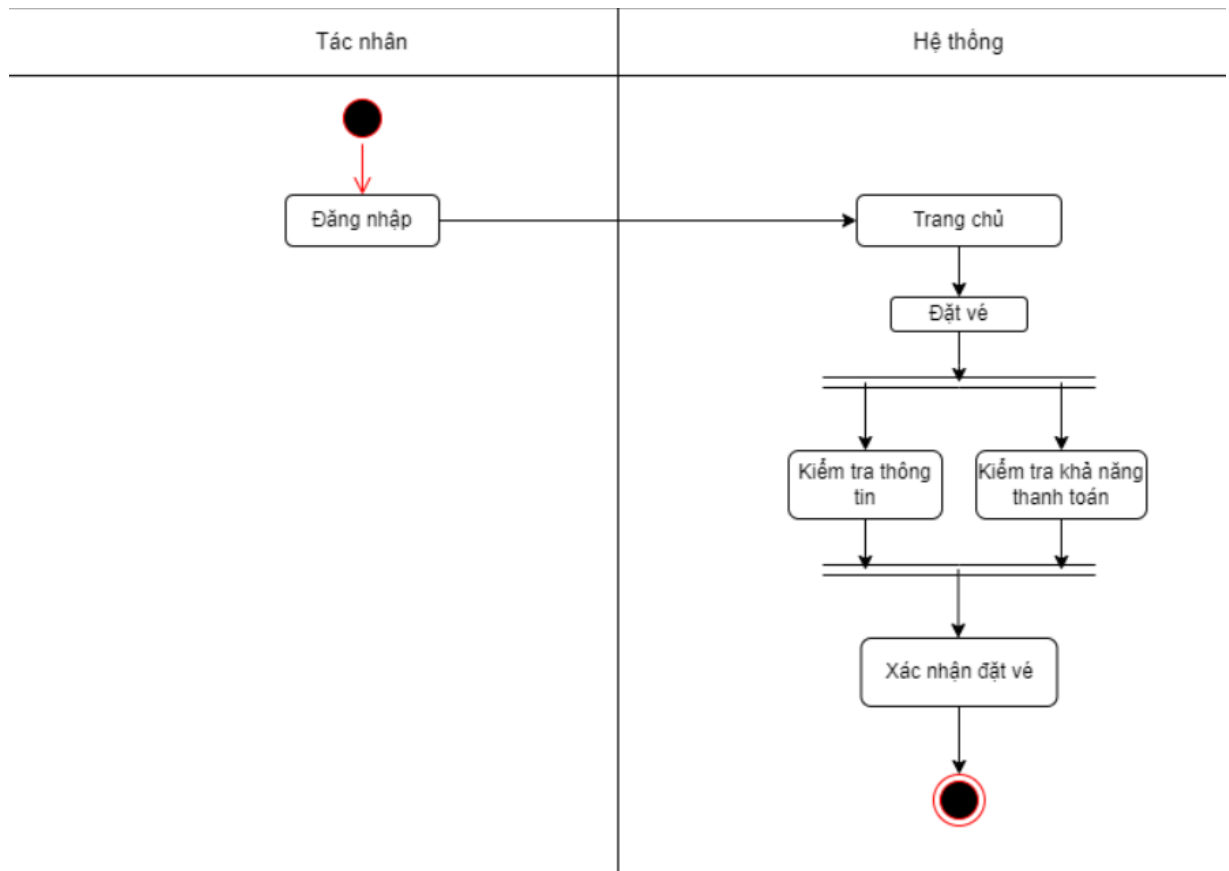 Tác nhân
Hệ thống
Đăng nhập
Trang chủ
Đặt vé
Kiểm tra thông
tin
Kiểm tra khả năng
thanh toán
Xác nhận đặt vé